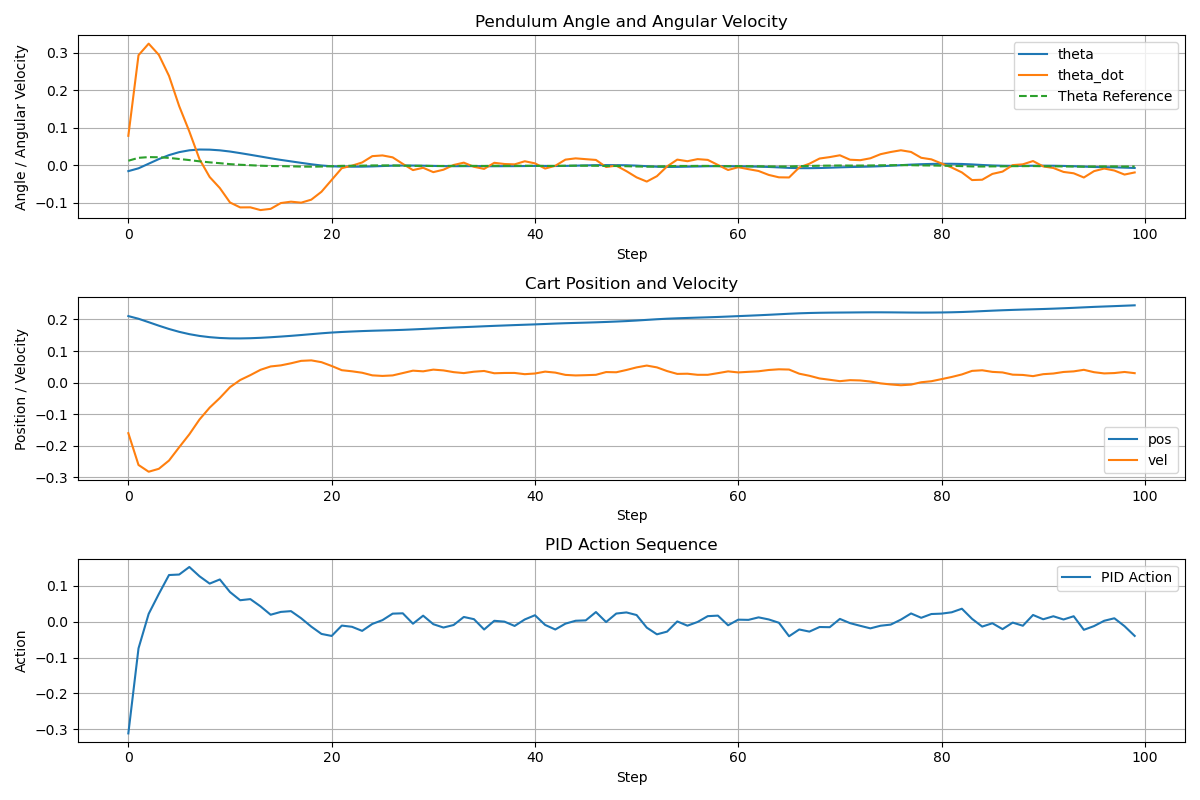 Pendulum Angle and Angular Velocity
Angle / Angular Velocity
0.3
0.2
0.1
0.0
−0.1
theta
theta_dot
Theta Reference
0 20 40 60 80 100
Step
Cart Position and Velocity
Position / Velocity
0.2
0.1
0.0
−0.1
−0.2
−0.3
pos
vel
0 20 40 60 80 100
Step
PID Action Sequence
Action
0.1
0.0
−0.1
−0.2
−0.3
PID Action
0 20 40 60 80 100
Step